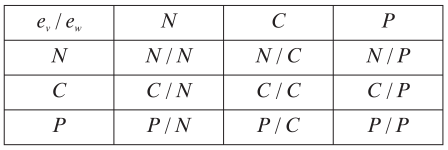 e_v / e_w N C P
N N / N N / C N / P
C C / N C / C C / P
P P / N P / C P / P